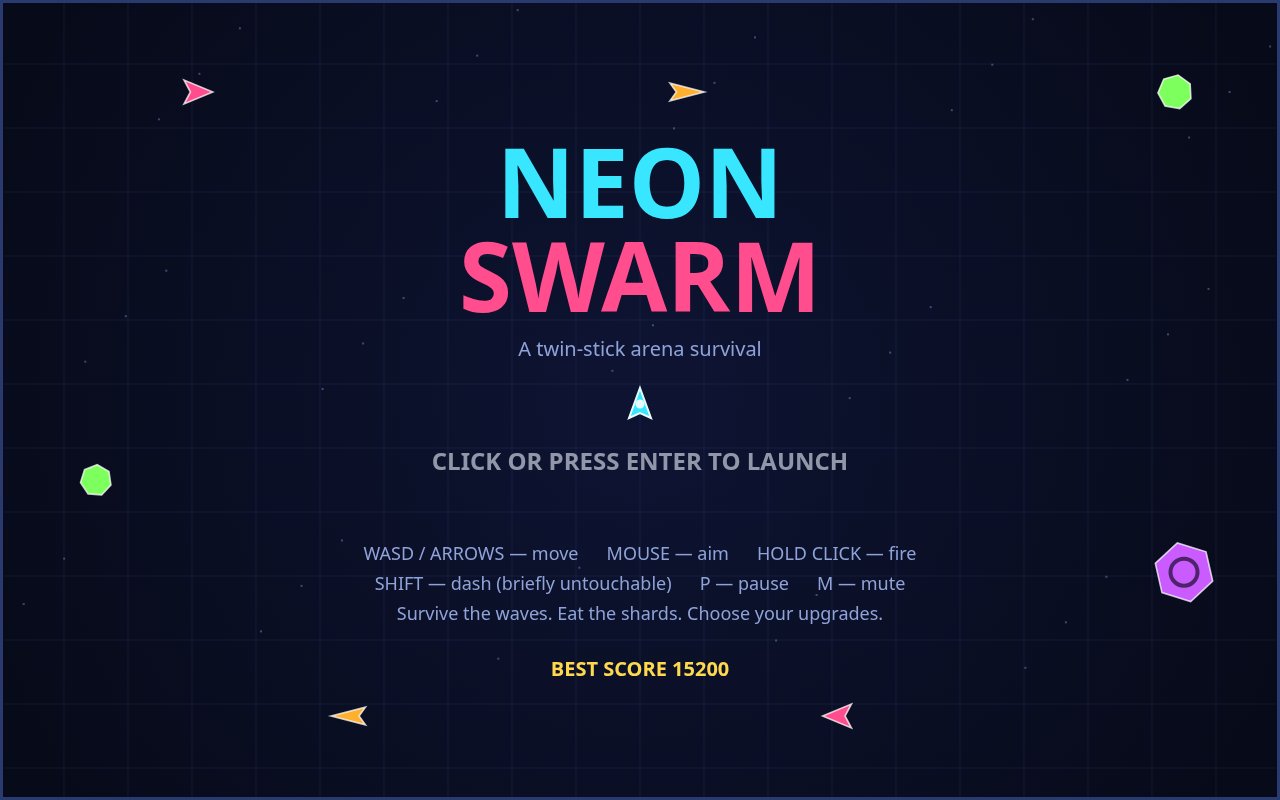 NEON
SWARM
A twin-stick arena survival
CLICK OR PRESS ENTER TO LAUNCH
WASD / ARROWS — move MOUSE — aim HOLD CLICK — fire
SHIFT — dash (briefly untouchable) P — pause M — mute
Survive the waves. Eat the shards. Choose your upgrades.
BEST SCORE 15200